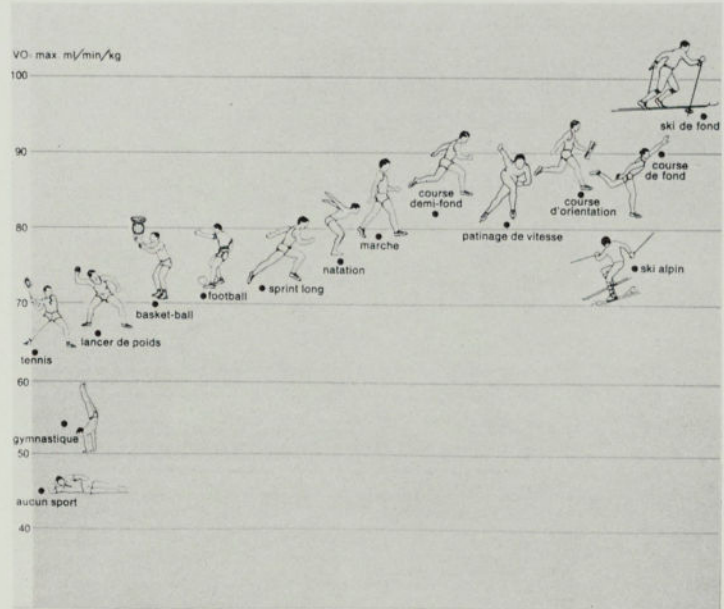 VO₂ max. ml/min/kg
100
ski de fond
90
course
de fond
course
demi-fond
course
d'orientation
80
patinage de vitesse
marche
natation
ski alpin
sprint long
football
basket-ball
70
lancer de poids
tennis
60
gymnastique
50
aucun sport
40